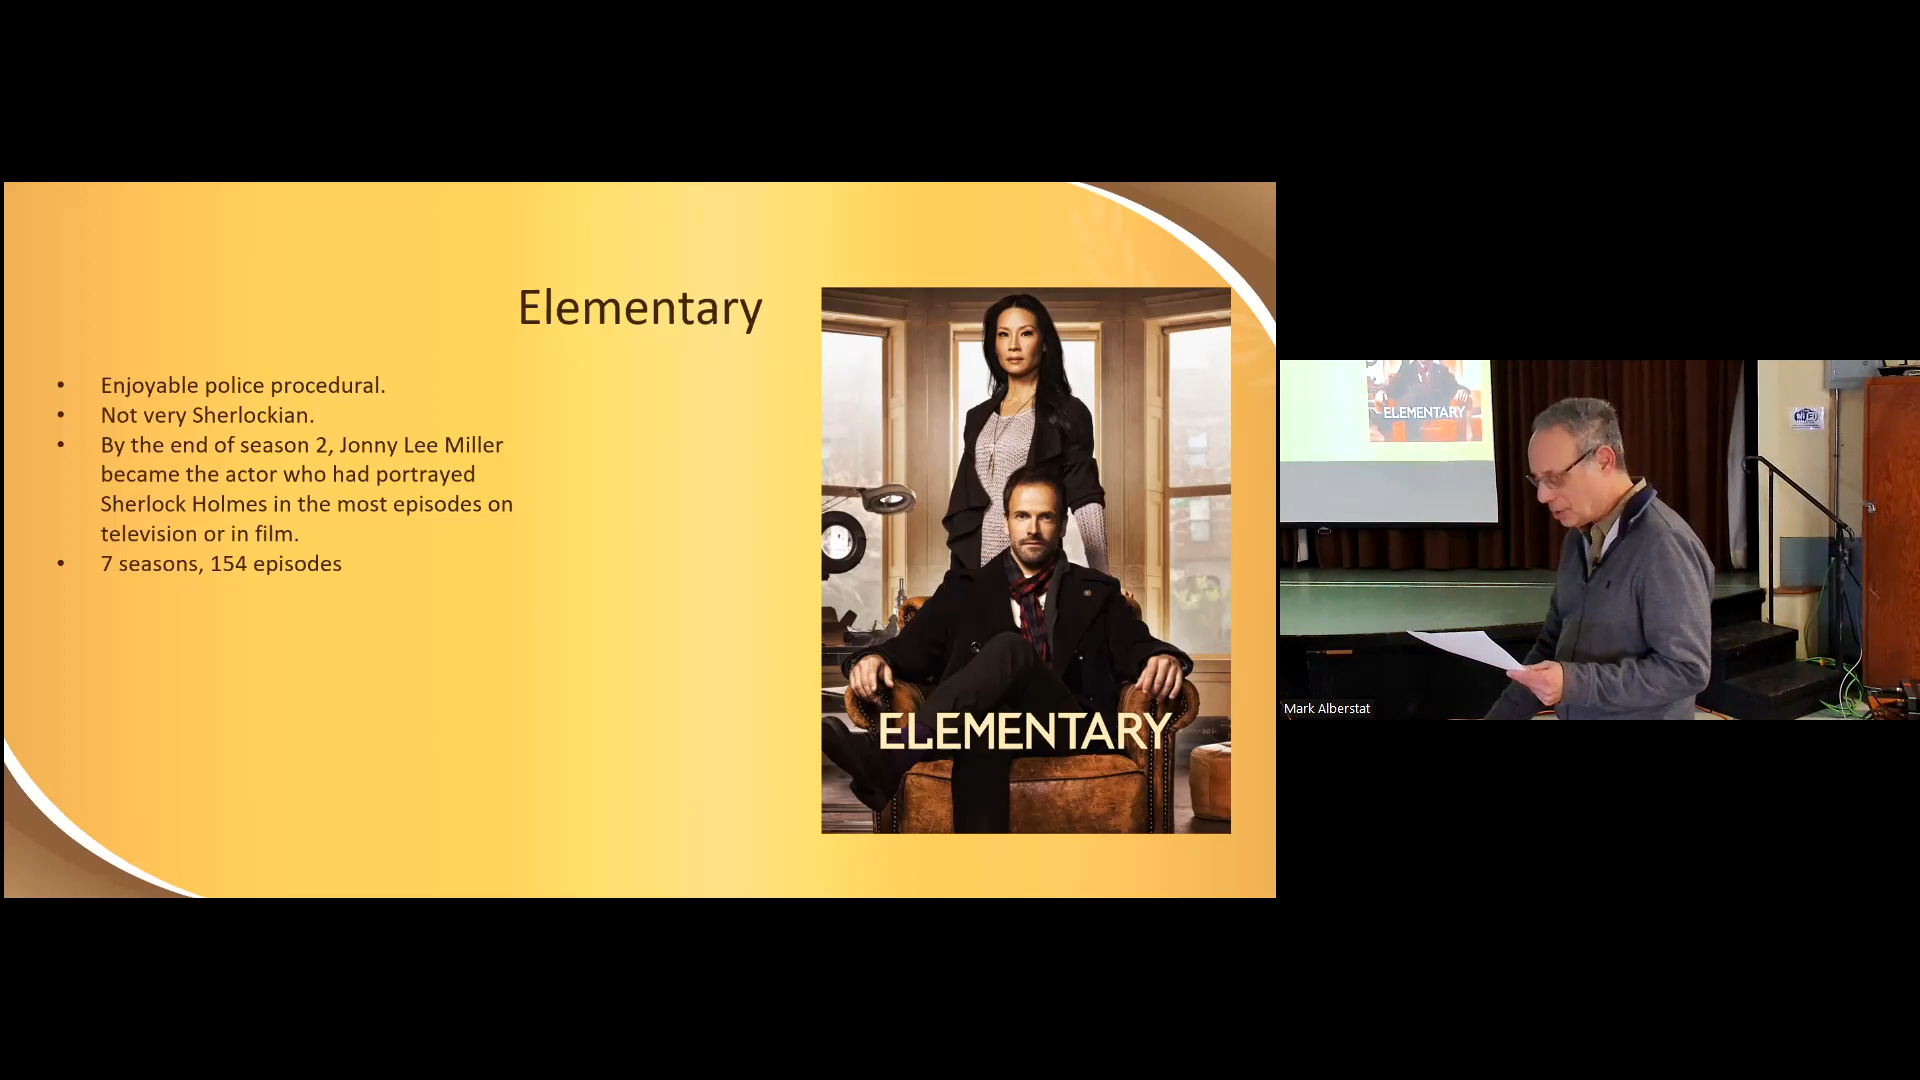 Elementary
• Enjoyable police procedural.
• Not very Sherlockian.
• By the end of season 2, Jonny Lee Miller
became the actor who had portrayed
Sherlock Holmes in the most episodes on
television or in film.
• 7 seasons, 154 episodes
ELEMENTARY
ELEMENTARY
Mark Alberstat